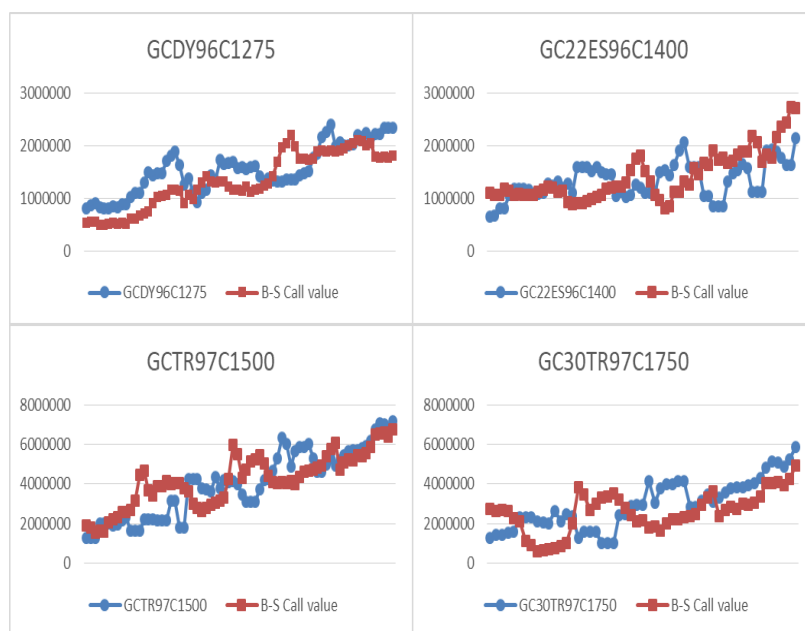 GCDY96C1275
3000000
2000000
1000000
0
GCDY96C1275 B-S Call value
GC22ES96C1400
3000000
2000000
1000000
0
GC22ES96C1400 B-S Call value
GCTR97C1500
8000000
6000000
4000000
2000000
0
GCTR97C1500 B-S Call value
GC30TR97C1750
8000000
6000000
4000000
2000000
0
GC30TR97C1750 B-S Call value